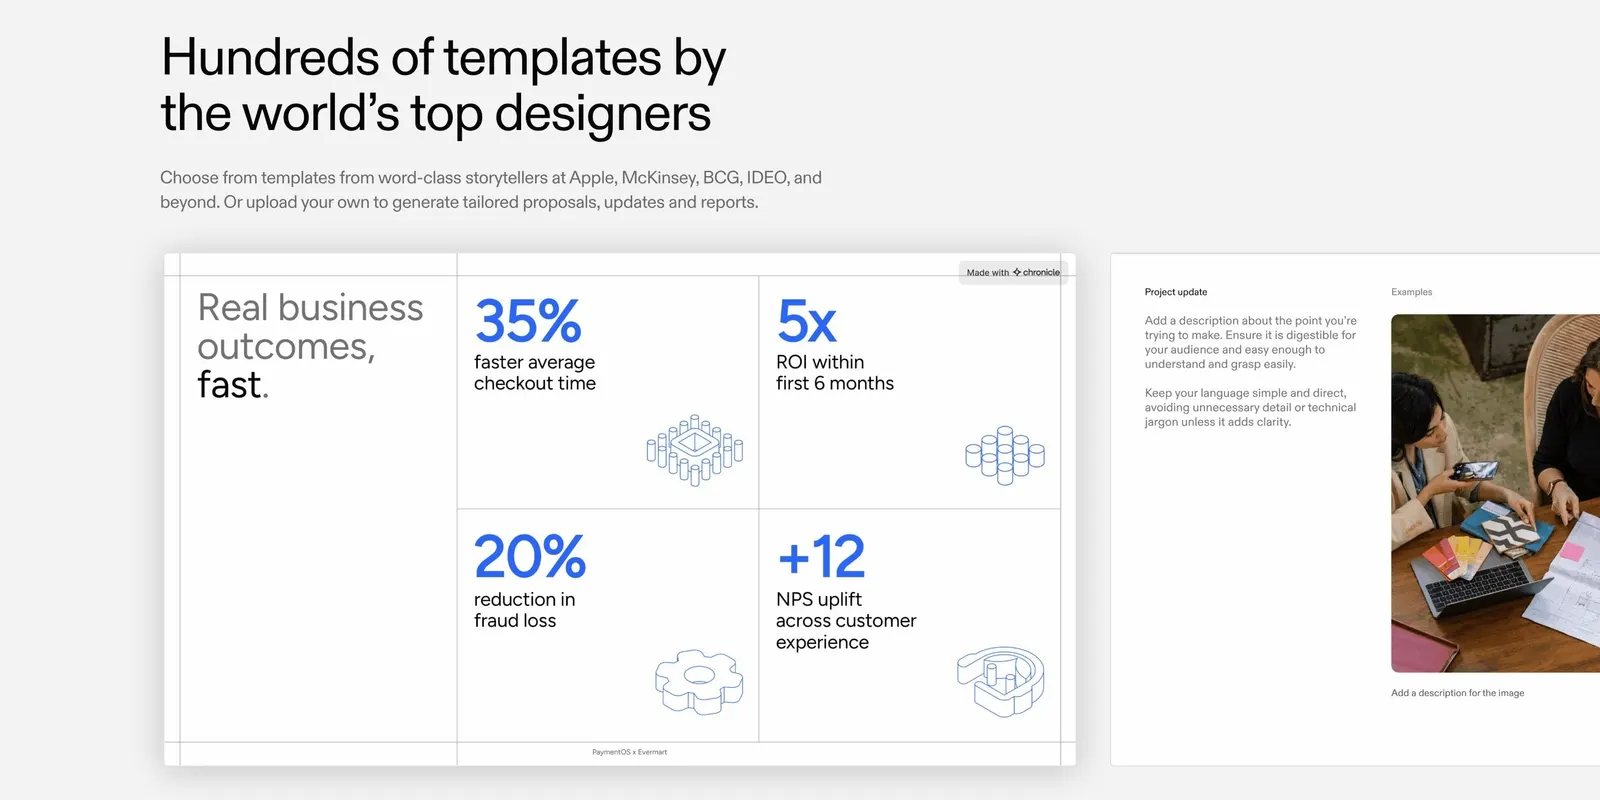 Hundreds of templates by
the world's top designers
Choose from templates from word-class storytellers at Apple, McKinsey, BCG, IDEO, and
beyond. Or upload your own to generate tailored proposals, updates and reports.
Made with chronicle
Real business
outcomes,
fast.
35%
faster average
checkout time
5x
ROI within
first 6 months
20%
reduction in
fraud loss
+12
NPS uplift
across customer
experience
PaymentOS x Evermart
Project update
Add a description about the point you're
trying to make. Ensure it is digestible for
your audience and easy enough to
understand and grasp easily.
Keep your language simple and direct,
avoiding unnecessary detail or technical
jargon unless it adds clarity.
Examples
Add a description for the image